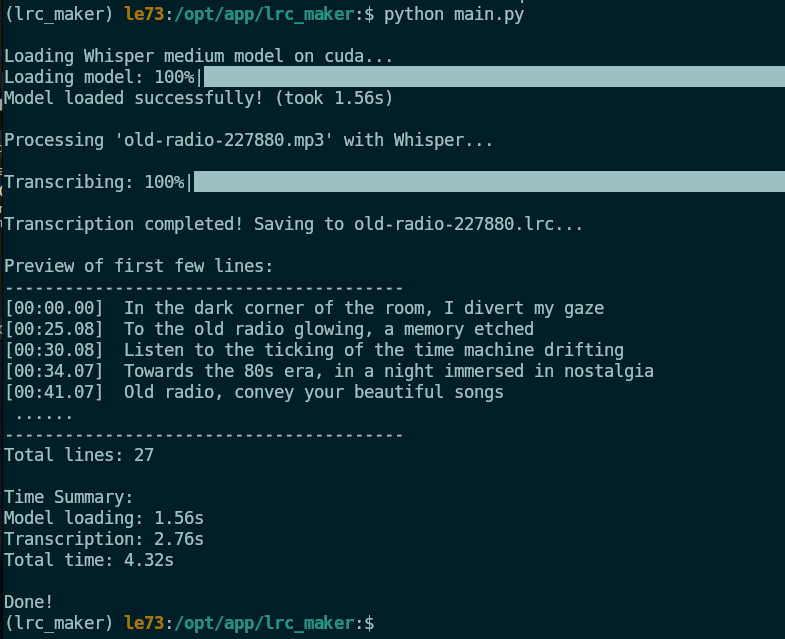 (lrc_maker) le73:/opt/app/lrc_maker:$ python main.py
Loading Whisper medium model on cuda...
Loading model: 100%|
Model loaded successfully! (took 1.56s)
Processing 'old-radio-227880.mp3' with Whisper...
Transcribing: 100%|
Transcription completed! Saving to old-radio-227880.lrc...
Preview of first few lines:
----------------------------------------
[00:00.00]  In the dark corner of the room, I divert my gaze
[00:25.08]  To the old radio glowing, a memory etched
[00:30.08]  Listen to the ticking of the time machine drifting
[00:34.07]  Towards the 80s era, in a night immersed in nostalgia
[00:41.07]  Old radio, convey your beautiful songs
 ......
----------------------------------------
Total lines: 27
Time Summary:
Model loading: 1.56s
Transcription: 2.76s
Total time: 4.32s
Done!
(lrc_maker) le73:/opt/app/lrc_maker:$